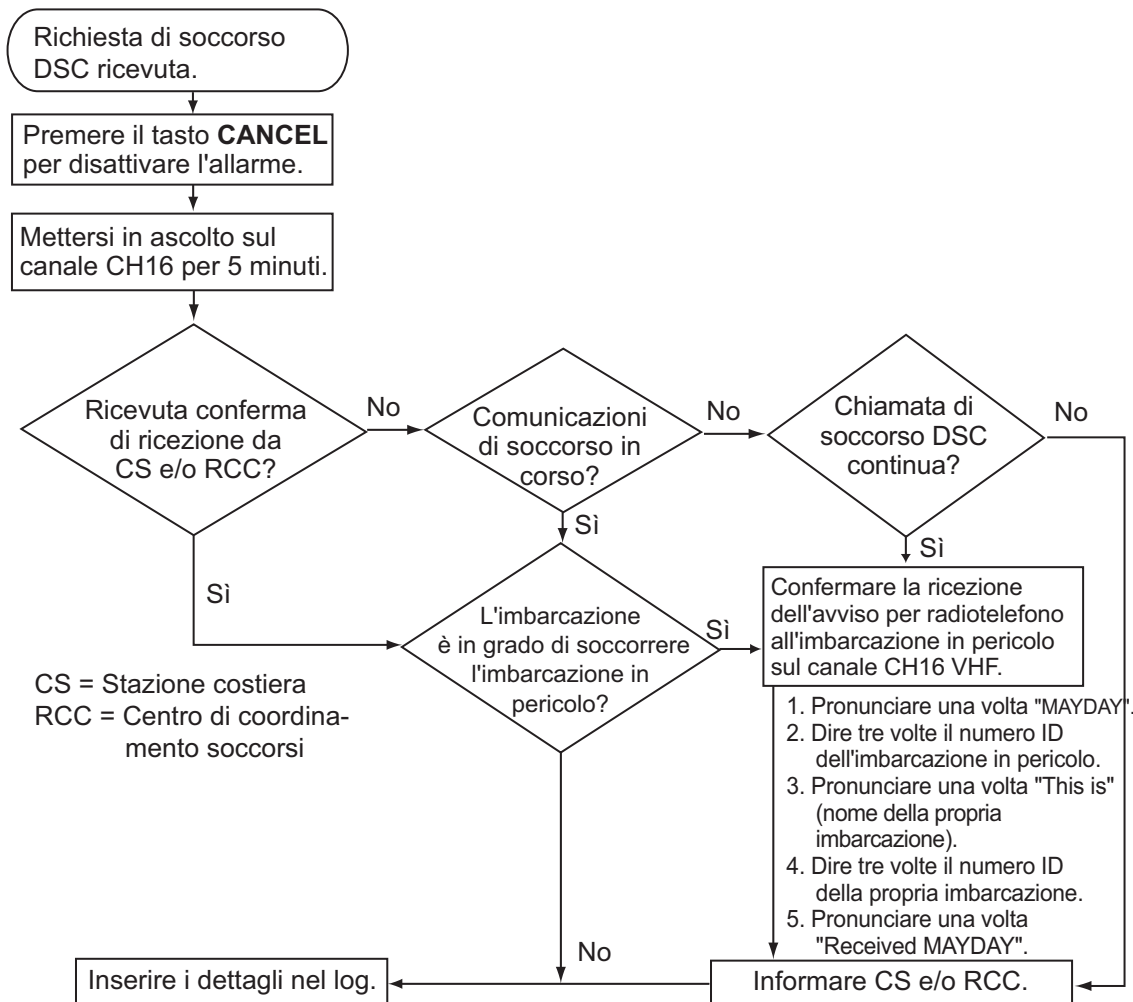 Richiesta di soccorso
DSC ricevuta.
Premere il tasto CANCEL
per disattivare l'allarme.
Mettersi in ascolto sul
canale CH16 per 5 minuti.
Ricevuta conferma
di ricezione da
CS e/o RCC?
No
Comunicazioni
di soccorso in
corso?
No
Chiamata di
soccorso DSC
continua?
No
Sì
Sì
Sì
L'imbarcazione
è in grado di soccorrere
l'imbarcazione in
pericolo?
Sì
Confermare la ricezione
dell'avviso per radiotelefono
all'imbarcazione in pericolo
sul canale CH16 VHF.
CS = Stazione costiera
RCC = Centro di coordina-
mento soccorsi
1. Pronunciare una volta "MAYDAY".
2. Dire tre volte il numero ID
dell'imbarcazione in pericolo.
3. Pronunciare una volta "This is"
(nome della propria
imbarcazione).
4. Dire tre volte il numero ID
della propria imbarcazione.
5. Pronunciare una volta
"Received MAYDAY".
No
Inserire i dettagli nel log.
Informare CS e/o RCC.